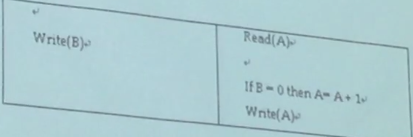 Write(B)
Read(A)
If B = 0 then A= A + 1
Write(A)